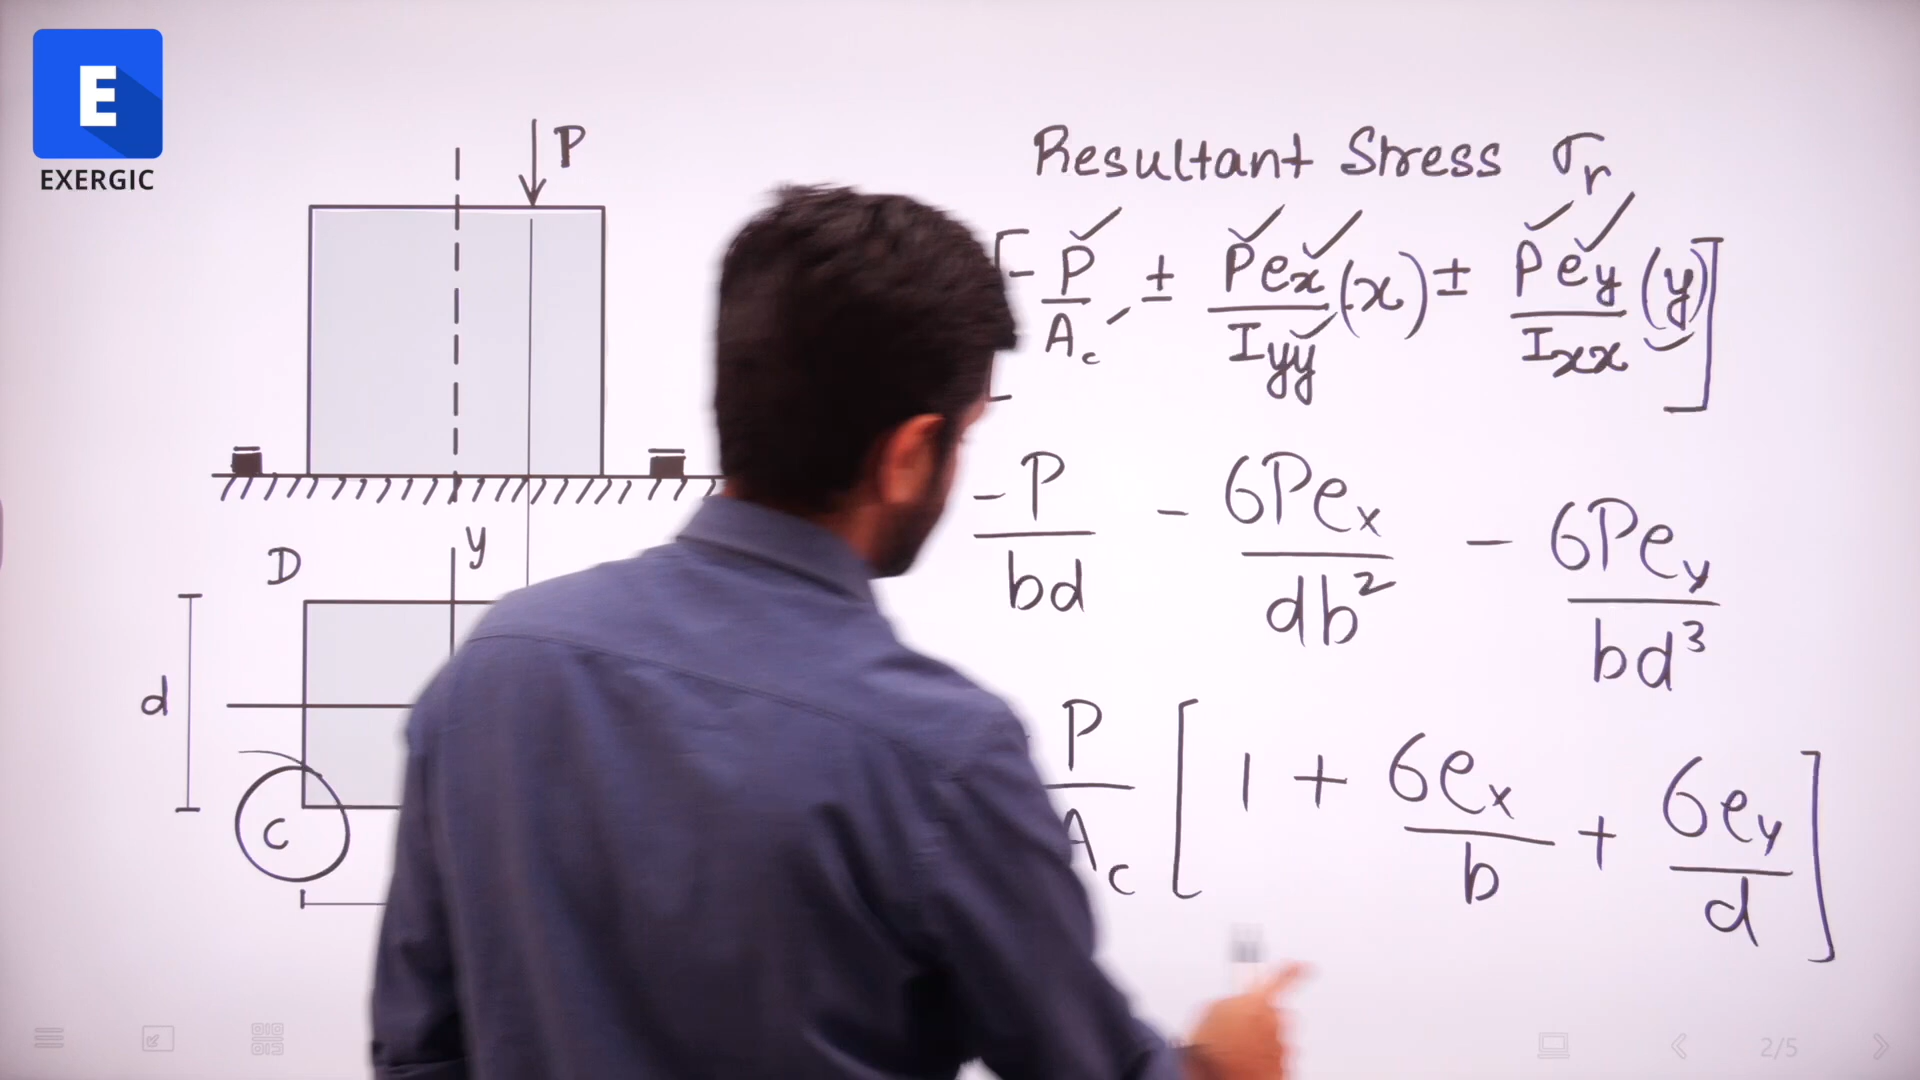 E
EXERGIC
P
D
y
d
C
Resultant Stress σr
[ -P/Ac ± Pex/Iyy (x) ± Pey/Ixx (y) ]
-P/bd - 6Pex/db² - 6Pey/bd³
P/Ac [ 1 + 6ex/b + 6ey/d ]
2/5